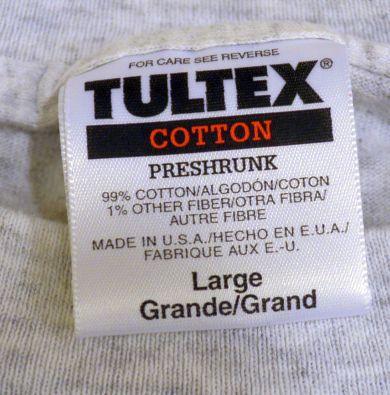 FOR CARE SEE REVERSE
TULTEX®
COTTON
PRESHRUNK
99% COTTON/ALGODÓN/COTON
1% OTHER FIBER/OTRA FIBRA/
AUTRE FIBRE
MADE IN U.S.A./HECHO EN E.U.A./
FABRIQUE AUX E.-U.
Large
Grande/Grand